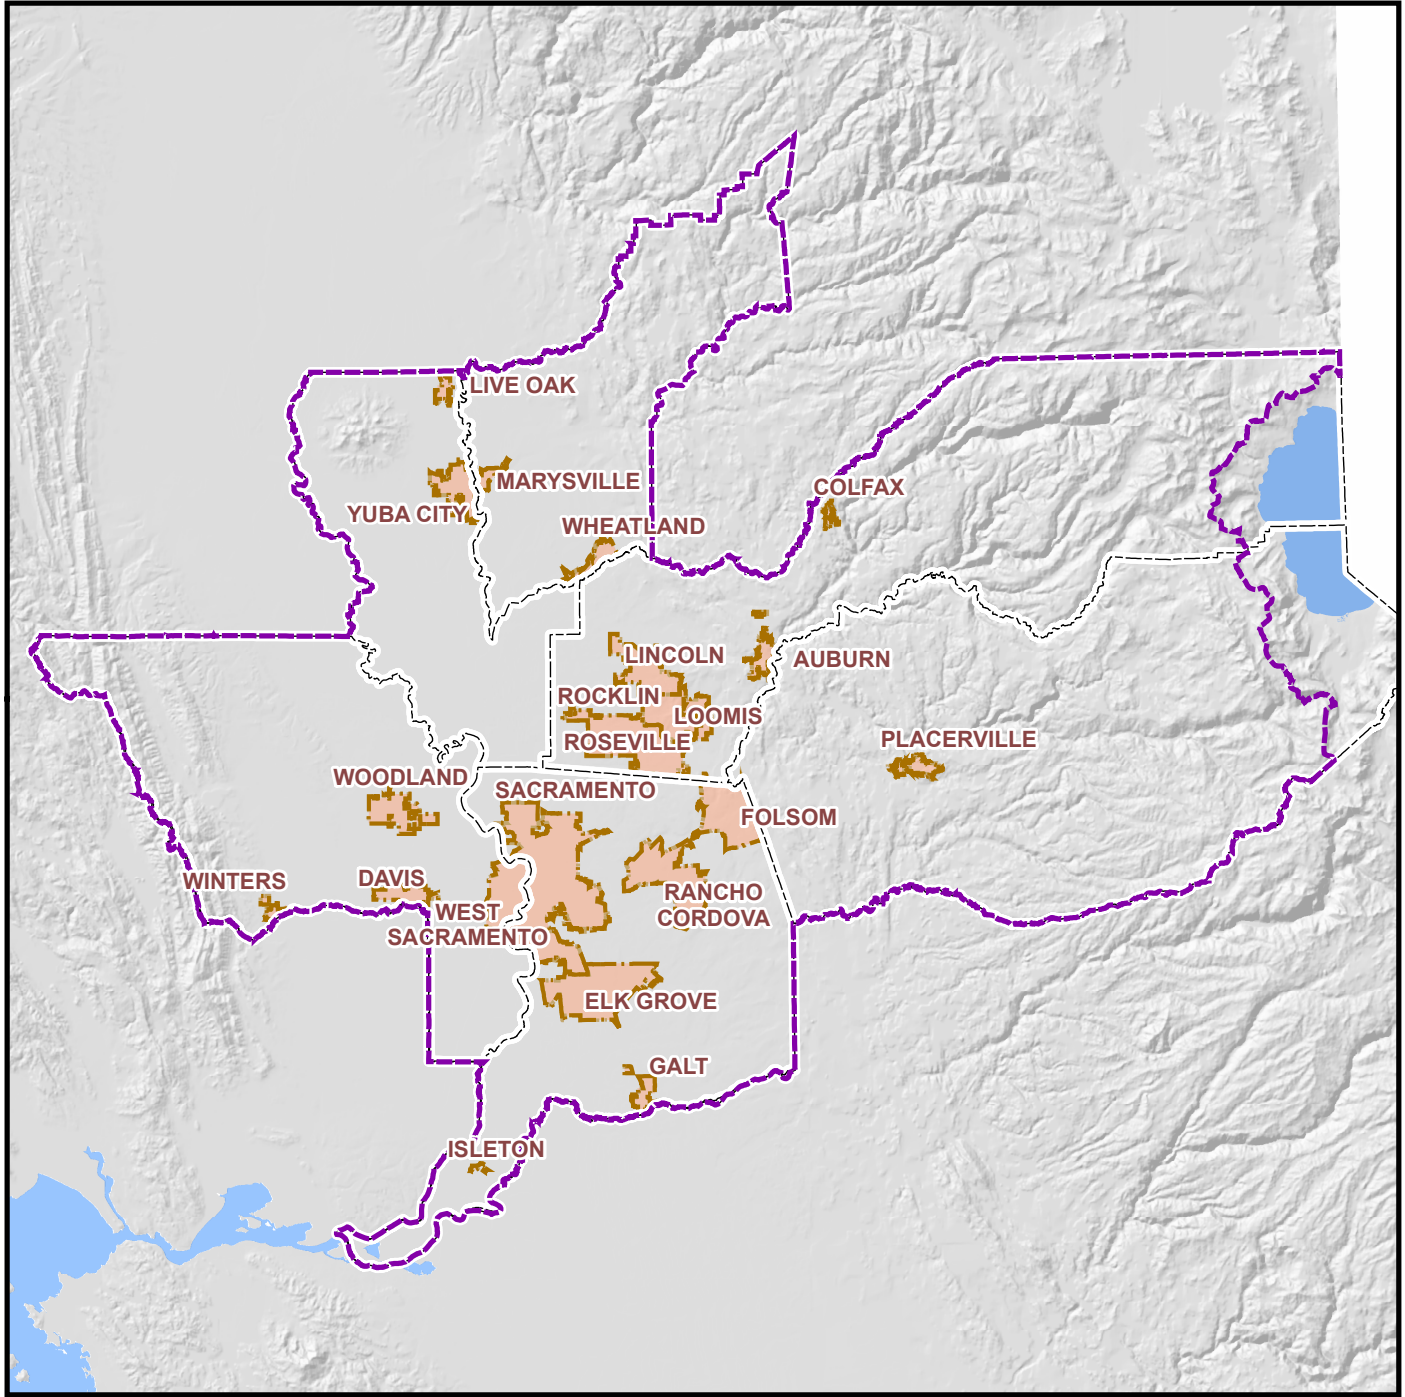 LIVE OAK
MARYSVILLE
COLFAX
YUBA CITY
WHEATLAND
LINCOLN
AUBURN
ROCKLIN
LOOMIS
ROSEVILLE
PLACERVILLE
WOODLAND
SACRAMENTO
FOLSOM
WINTERS
DAVIS
RANCHO
CORDOVA
WEST
SACRAMENTO
ELK GROVE
GALT
ISLETON